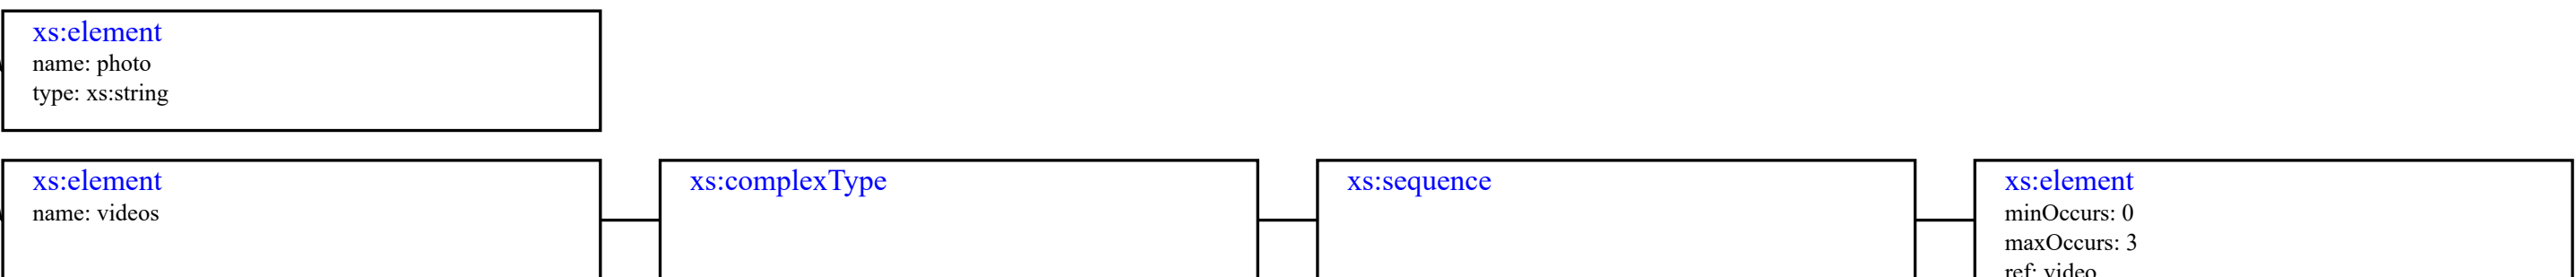 xs:element
name: photo
type: xs:string
xs:element
name: videos
xs:complexType
xs:sequence
xs:element
minOccurs: 0
maxOccurs: 3
ref: video